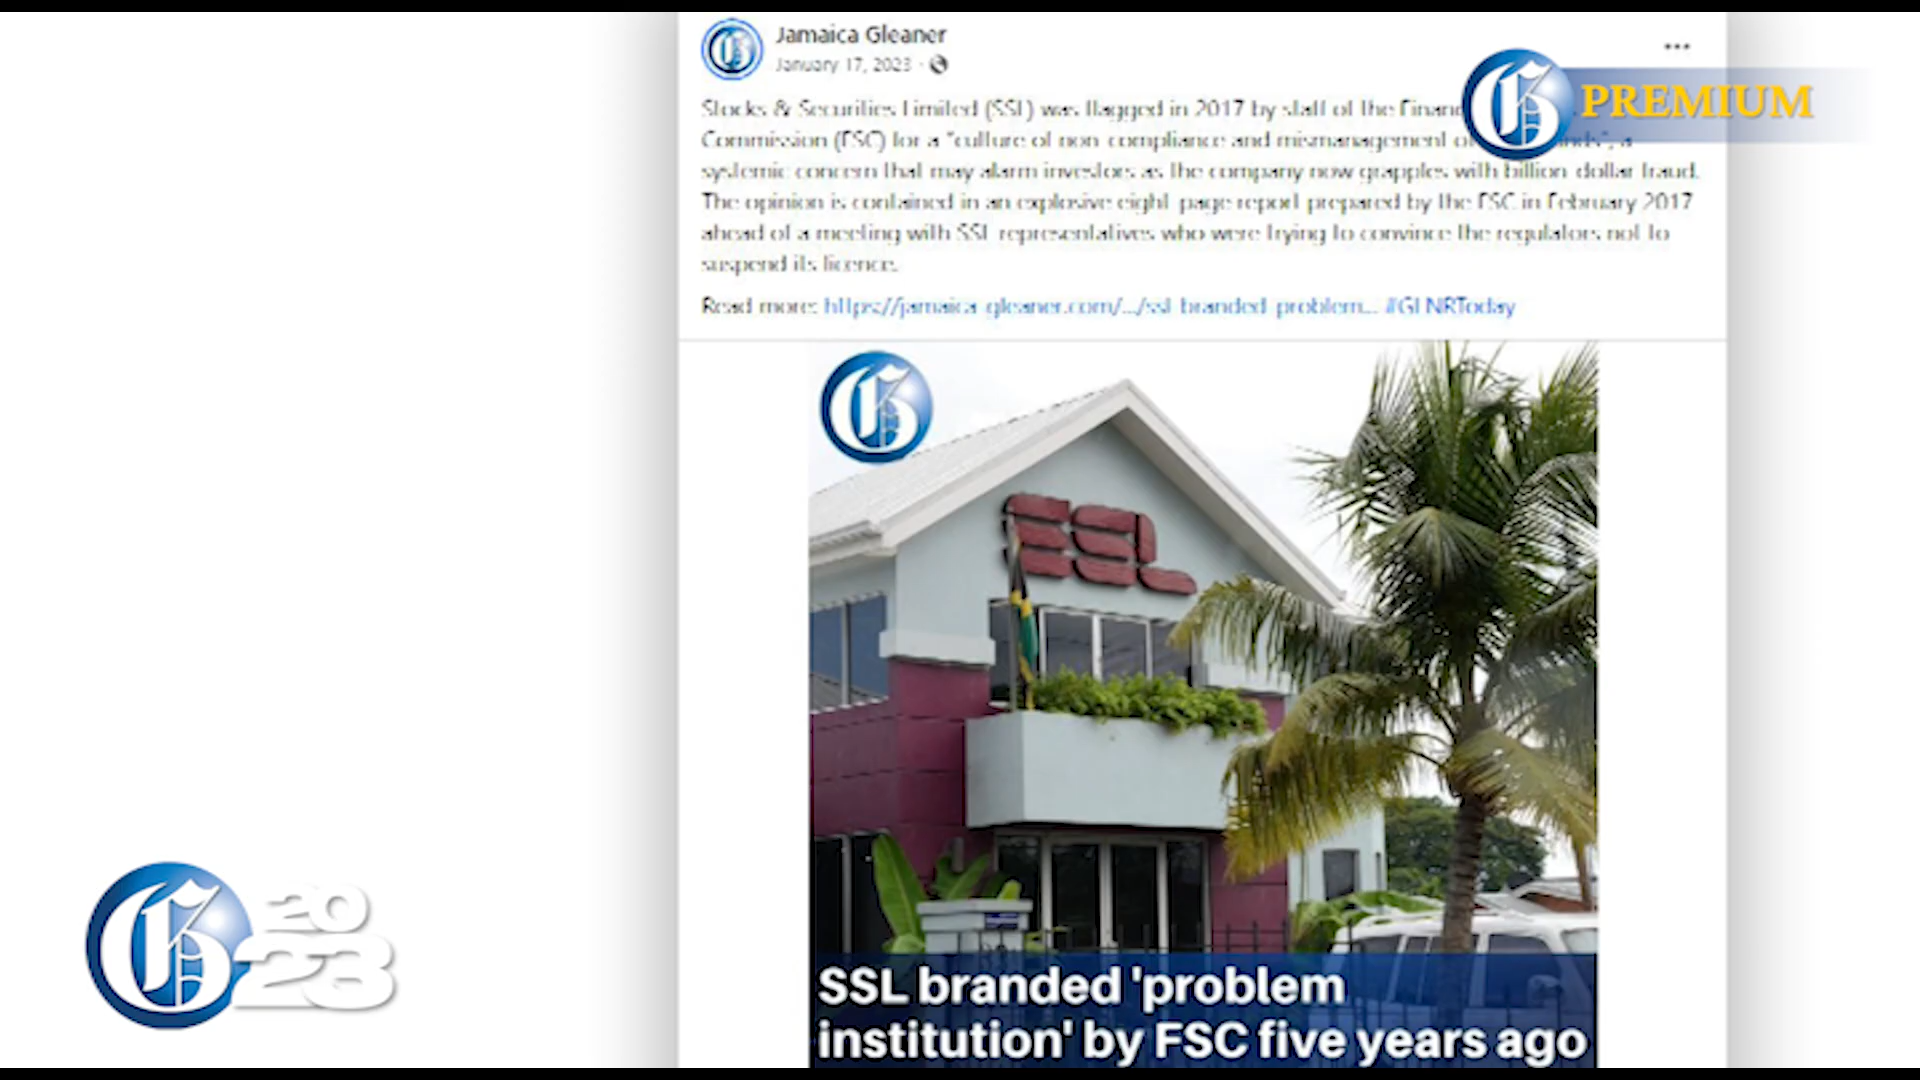 Jamaica Gleaner
January 17, 2023
PREMIUM
Stocks & Securities Limited (SSL) was flagged in 2017 by staff of the
Commission (FSC) for a "culture of non-compliance and mismanagement
systemic concern that may alarm investors as the company now grapples with billion-dollar fraud.
The opinion is contained in an explosive eight-page report prepared by the FSC in February 2017
ahead of a meeting with SSL representatives who were trying to convince the regulators not to
suspend its licence.
Read more: https://jamaica-gleaner.com/.../ssl-branded-problem... #GLNRToday
G
SSL
SSL branded 'problem
institution' by FSC five years ago
G
20
23